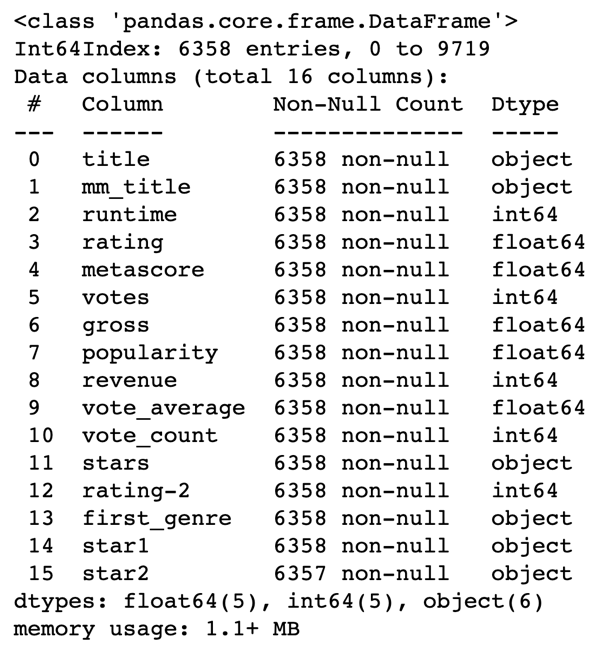 <class 'pandas.core.frame.DataFrame'>
Int64Index: 6358 entries, 0 to 9719
Data columns (total 16 columns):
 #   Column        Non-Null Count  Dtype
---  ------        --------------  -----
 0   title         6358 non-null   object
 1   mm_title      6358 non-null   object
 2   runtime       6358 non-null   int64
 3   rating        6358 non-null   float64
 4   metascore     6358 non-null   float64
 5   votes         6358 non-null   int64
 6   gross         6358 non-null   float64
 7   popularity    6358 non-null   float64
 8   revenue       6358 non-null   int64
 9   vote_average  6358 non-null   float64
 10  vote_count    6358 non-null   int64
 11  stars         6358 non-null   object
 12  rating-2      6358 non-null   int64
 13  first_genre   6358 non-null   object
 14  star1         6358 non-null   object
 15  star2         6357 non-null   object
dtypes: float64(5), int64(5), object(6)
memory usage: 1.1+ MB